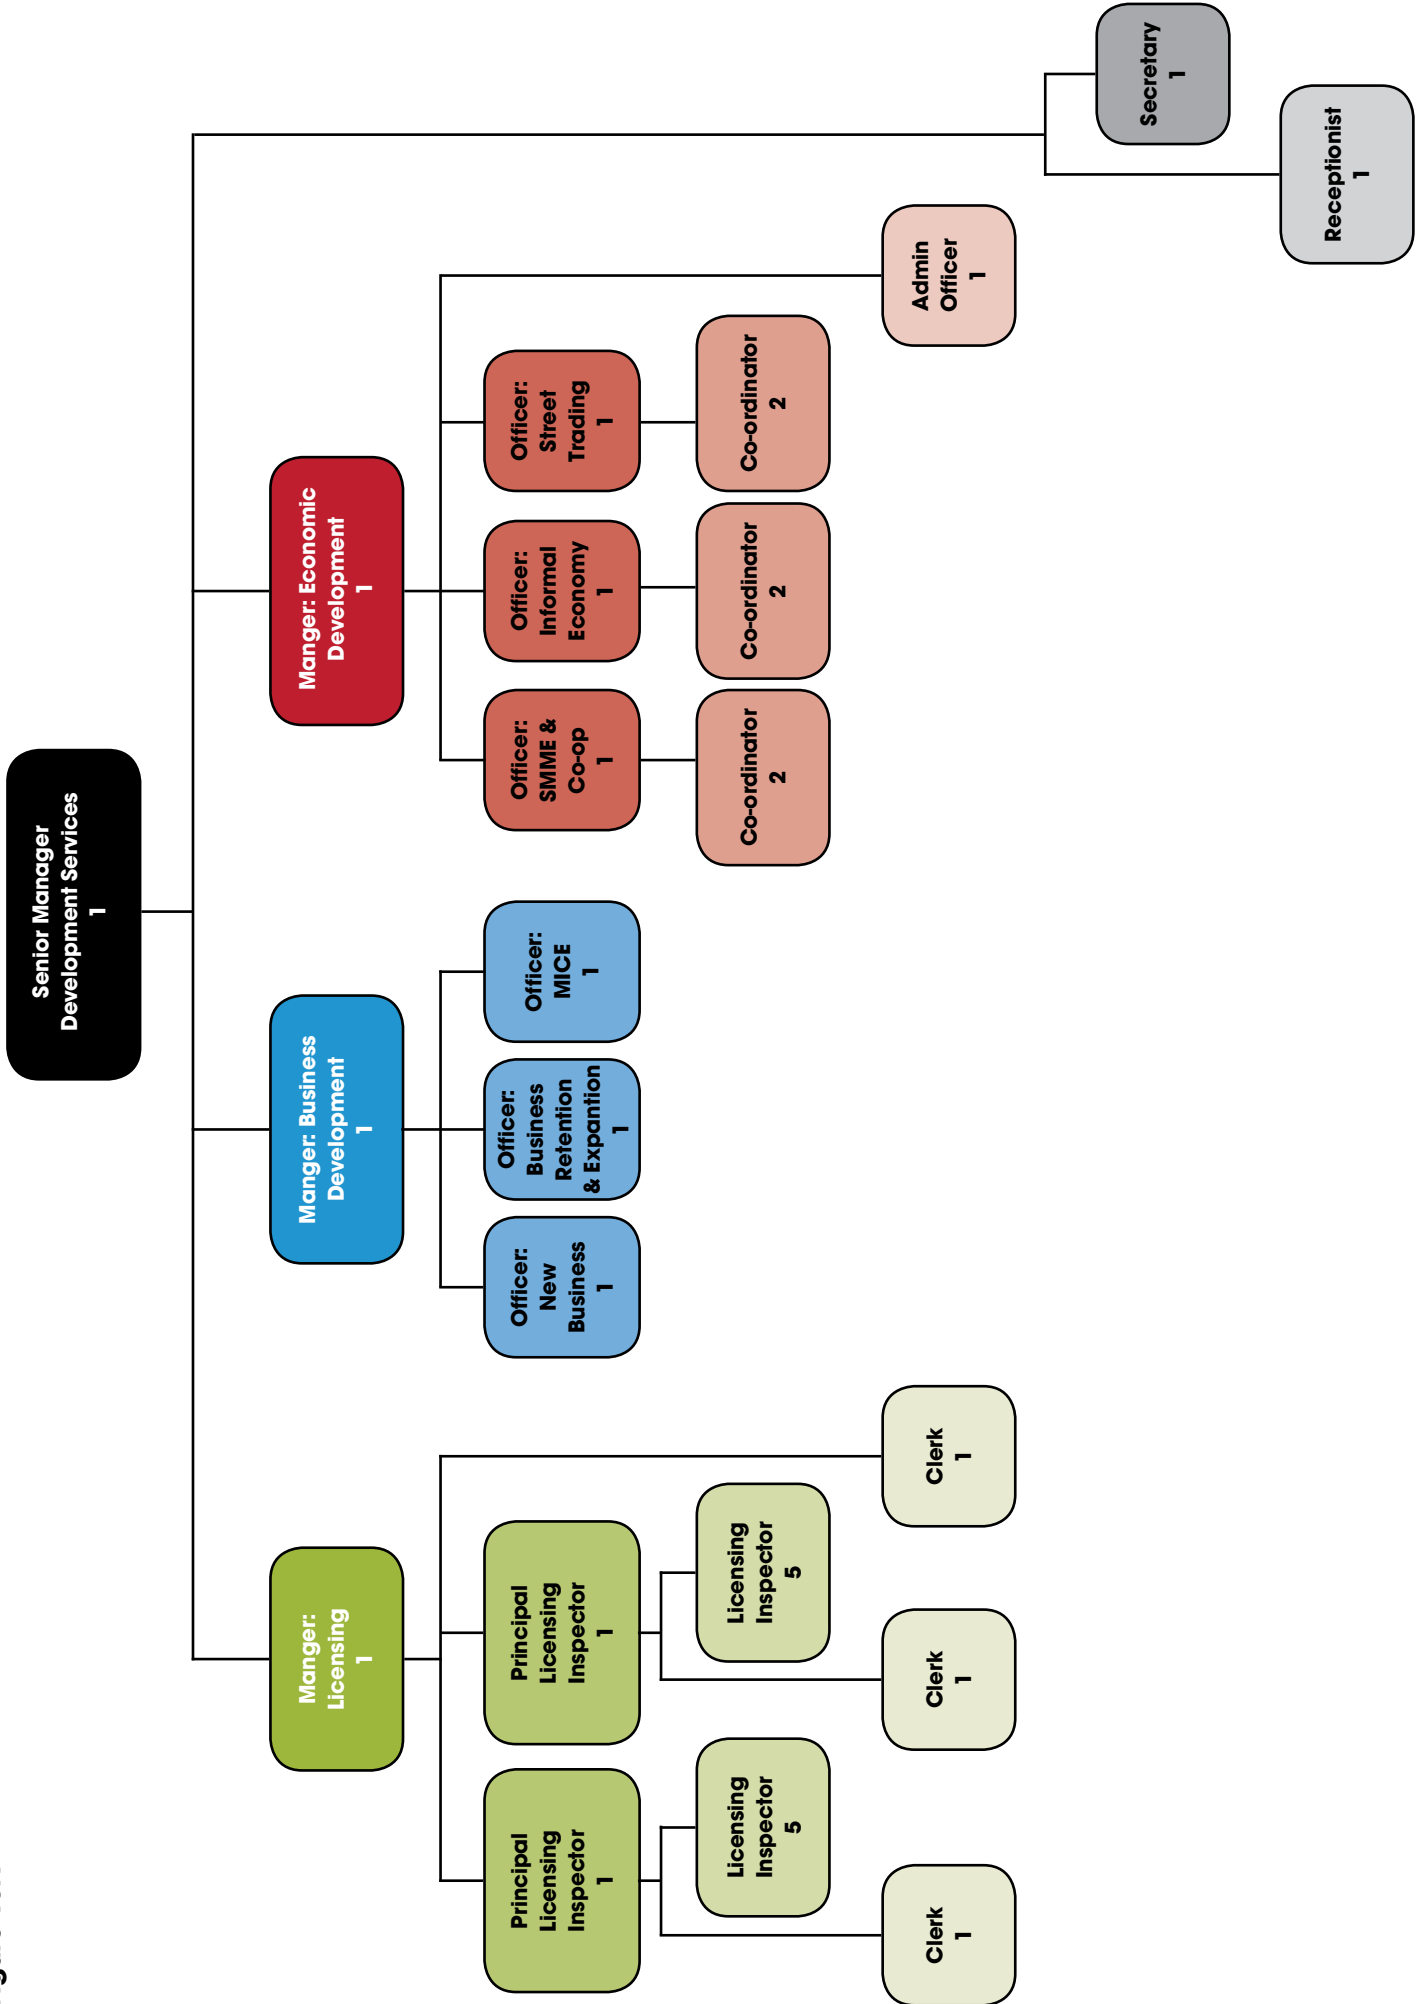 Senior Manager
Development Services
1
Manger:
Licensing
1
Manger: Business
Development
1
Manger: Economic
Development
1
Principal
Licensing
Inspector
1
Principal
Licensing
Inspector
1
Officer:
New
Business
1
Officer:
Business
Retention
& Expantion
1
Officer:
MICE
1
Officer:
SMME &
Co-op
1
Officer:
Informal
Economy
1
Officer:
Street
Trading
1
Licensing
Inspector
5
Licensing
Inspector
5
Co-ordinator
2
Co-ordinator
2
Co-ordinator
2
Clerk
1
Clerk
1
Clerk
1
Admin
Officer
1
Secretary
1
Receptionist
1